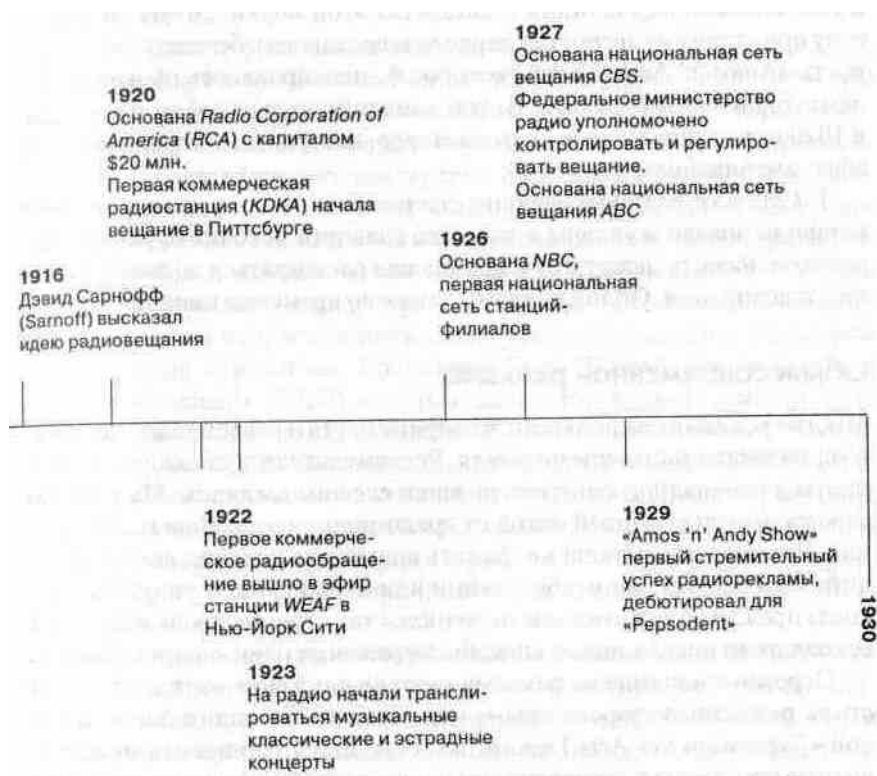 1916
Дэвид Сарнофф
(Sarnoff) высказал
идею радиовещания
1920
Основана Radio Corporation of
America (RCA) с капиталом
$20 млн.
Первая коммерческая
радиостанция (KDKA) начала
вещание в Питтсбурге
1922
Первое коммерче-
ское радиообраще-
ние вышло в эфир
станции WEAF в
Нью-Йорк Сити
1923
На радио начали трансли-
роваться музыкальные
классические и эстрадные
концерты
1926
Основана NBC,
первая национальная
сеть станций-
филиалов
1927
Основана национальная сеть
вещания CBS.
Федеральное министерство
радио уполномочено
контролировать и регулиро-
вать вещание.
Основана национальная сеть
вещания ABC
1929
«Amos 'n' Andy Show»
первый стремительный
успех радиорекламы,
дебютировал для
«Pepsodent»
1930